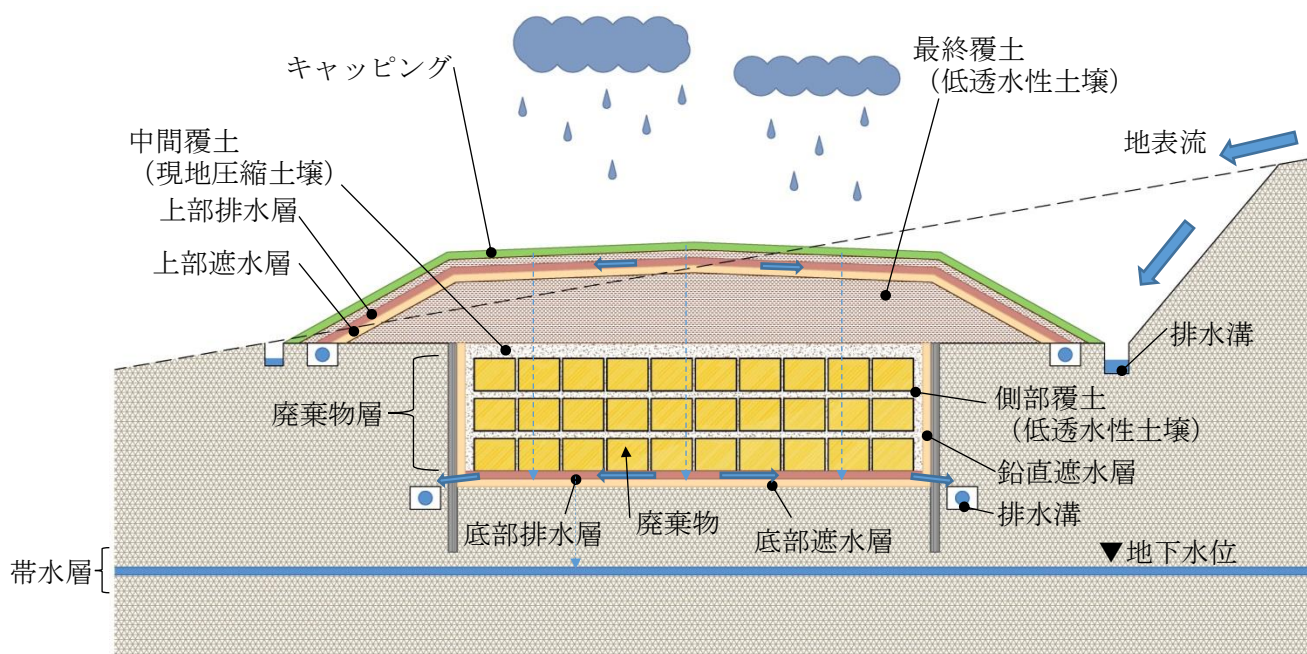 キャッピング
最終覆土
(低透水性土壌)
中間覆土
(現地圧縮土壌)
地表流
上部排水層
上部遮水層
排水溝
廃棄物層
側部覆土
(低透水性土壌)
鉛直遮水層
排水溝
底部排水層
廃棄物
底部遮水層
▼地下水位
帯水層